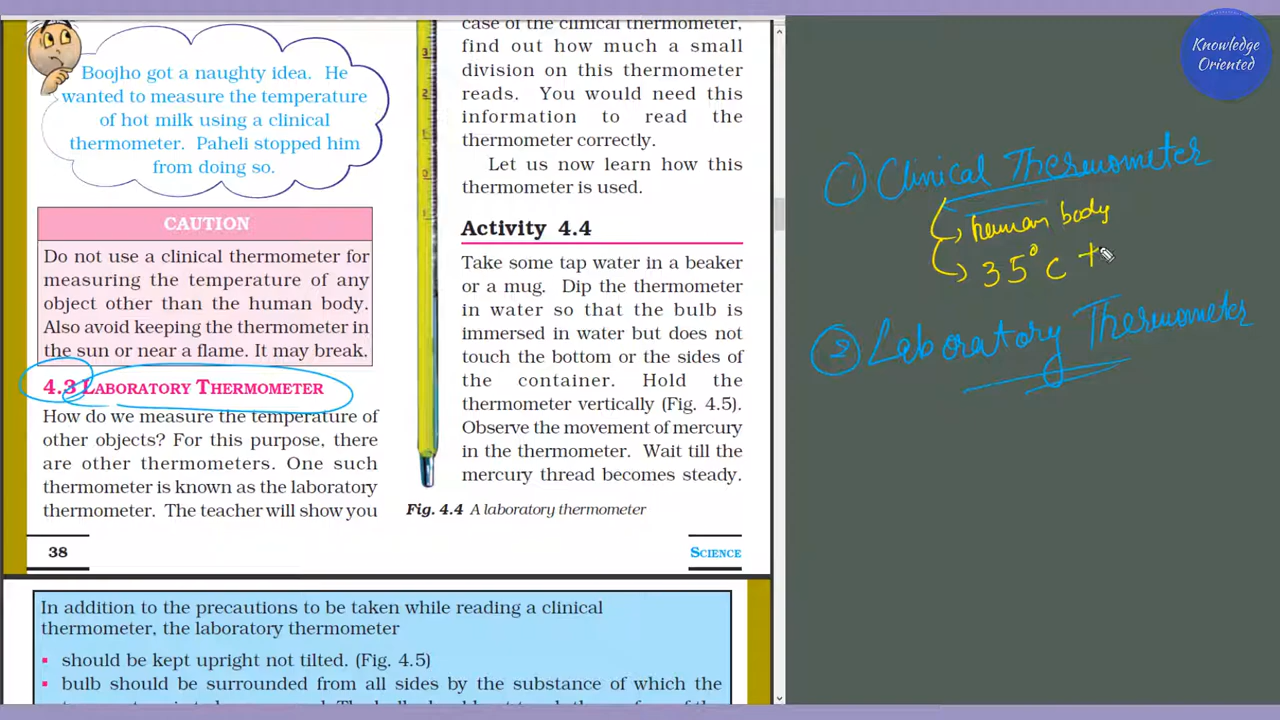 Boojho got a naughty idea. He
wanted to measure the temperature
of hot milk using a clinical
thermometer. Paheli stopped him
from doing so.
CAUTION
Do not use a clinical thermometer for
measuring the temperature of any
object other than the human body.
Also avoid keeping the thermometer in
the sun or near a flame. It may break.
4.3 LABORATORY THERMOMETER
How do we measure the temperature of
other objects? For this purpose, there
are other thermometers. One such
thermometer is known as the laboratory
thermometer. The teacher will show you
38
case of the clinical thermometer,
find out how much a small
division on this thermometer
reads. You would need this
information to read the
thermometer correctly.
Let us now learn how this
thermometer is used.
Activity 4.4
Take some tap water in a beaker
or a mug. Dip the thermometer
in water so that the bulb is
immersed in water but does not
touch the bottom or the sides of
the container. Hold the
thermometer vertically (Fig. 4.5).
Observe the movement of mercury
in the thermometer. Wait till the
mercury thread becomes steady.
Fig. 4.4 A laboratory thermometer
SCIENCE
In addition to the precautions to be taken while reading a clinical
thermometer, the laboratory thermometer
▪ should be kept upright not tilted. (Fig. 4.5)
▪ bulb should be surrounded from all sides by the substance of which the
Knowledge
Oriented
① Clinical Thermometer
human body
35°C +
② Laboratory Thermometer